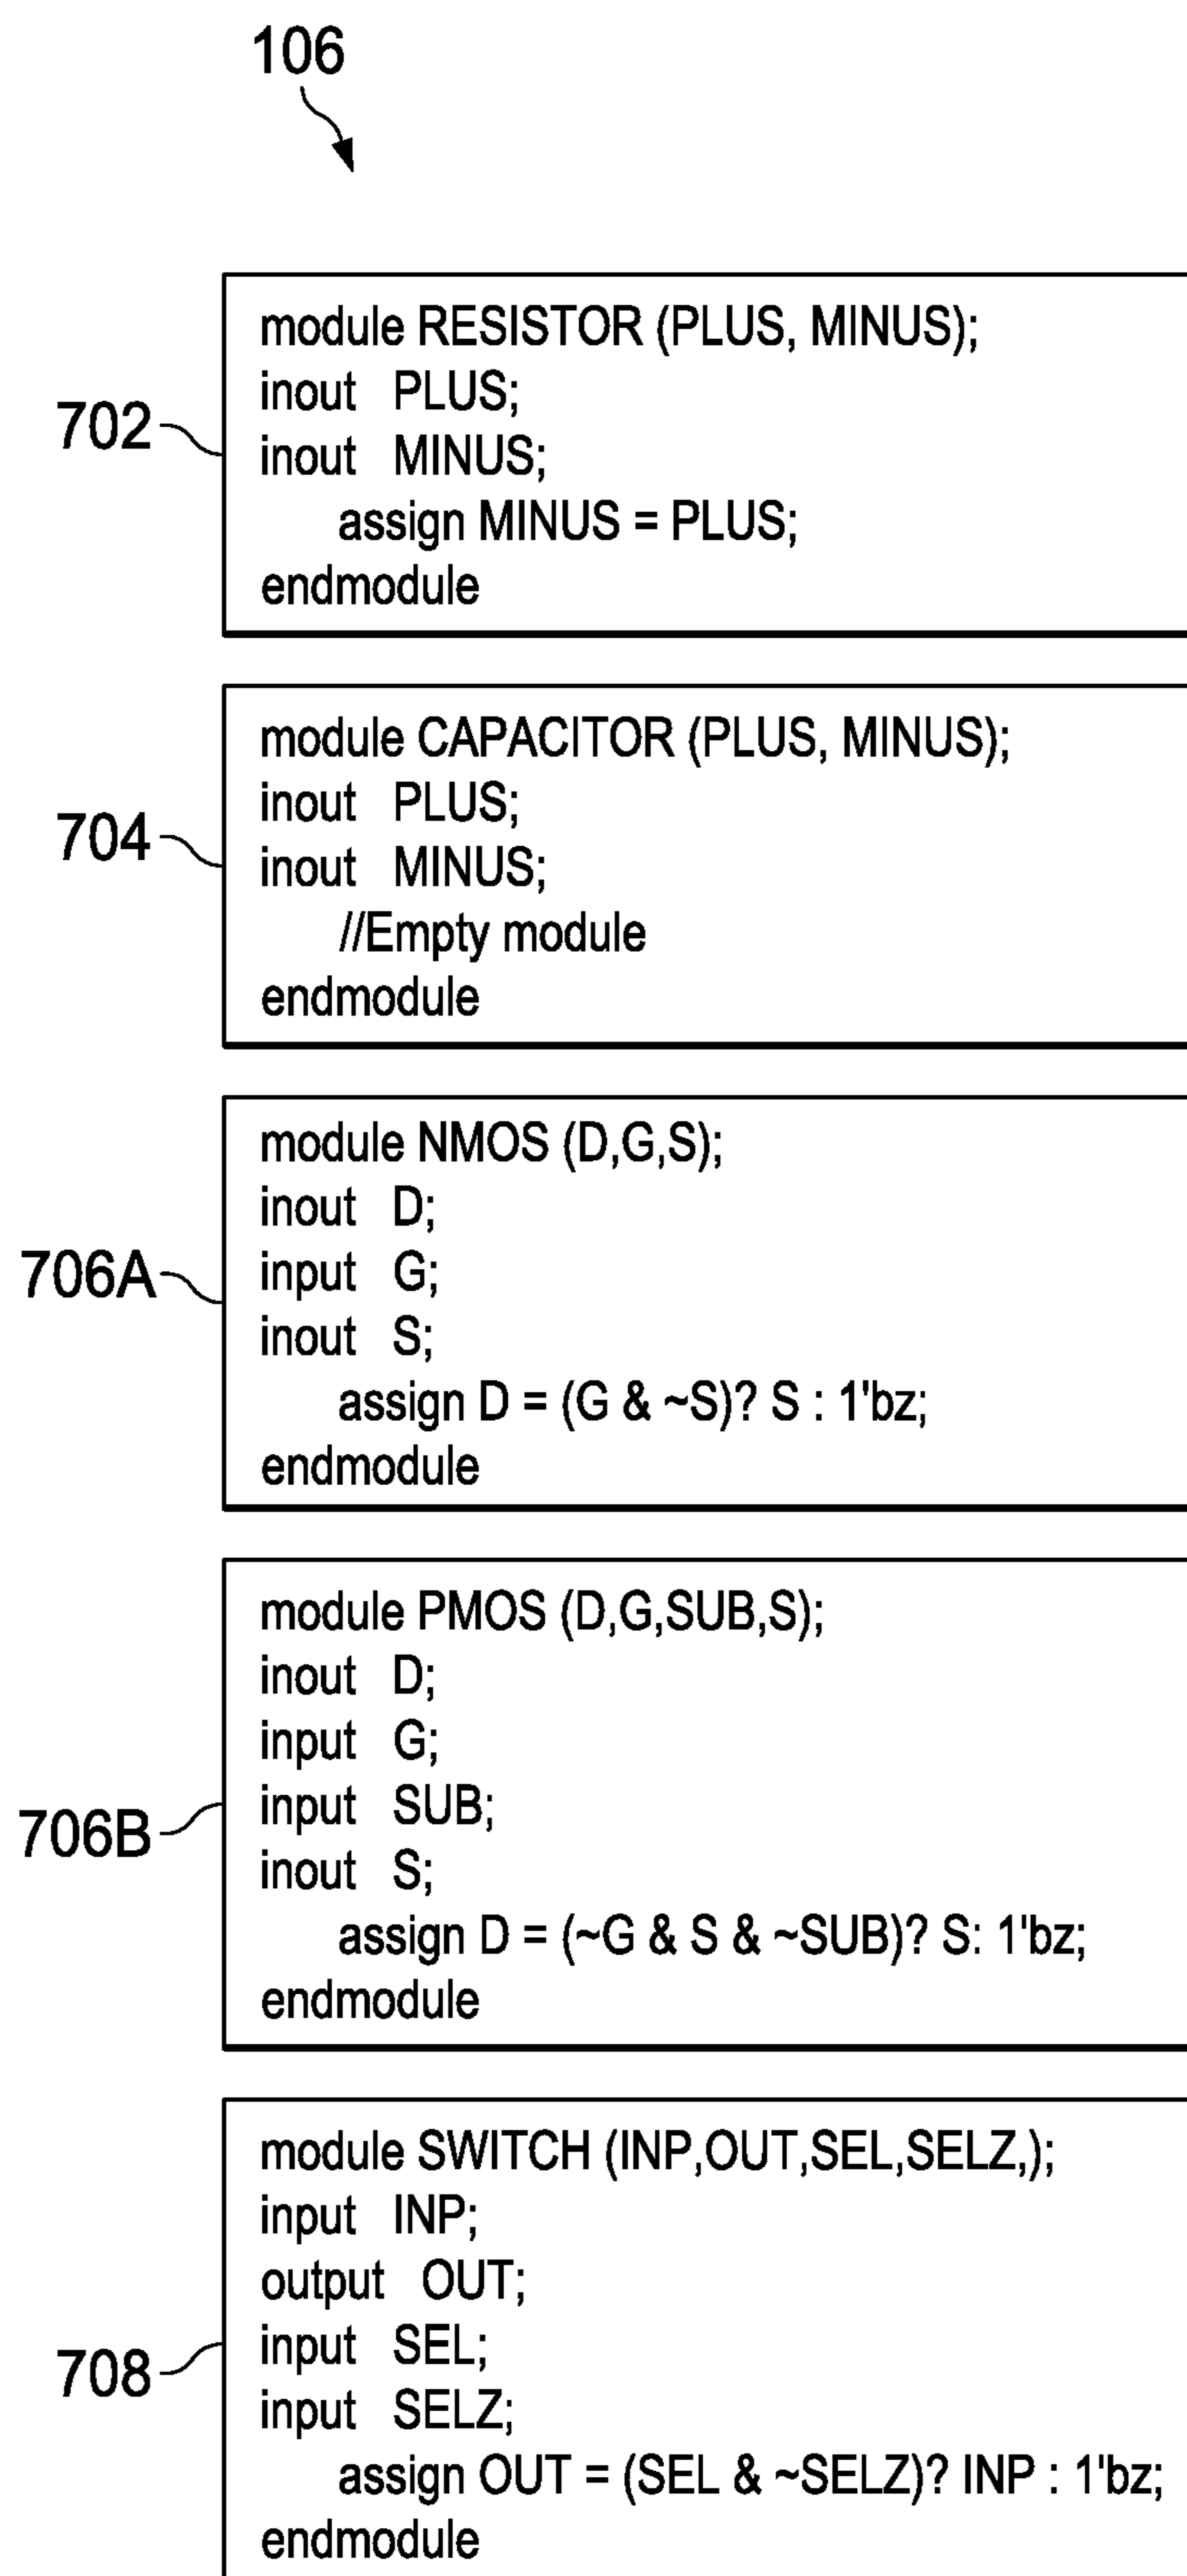 106
702
module RESISTOR (PLUS, MINUS);
inout PLUS;
inout MINUS;
assign MINUS = PLUS;
endmodule
704
module CAPACITOR (PLUS, MINUS);
inout PLUS;
inout MINUS;
//Empty module
endmodule
706A
module NMOS (D,G,S);
inout D;
input G;
inout S;
assign D = (G & ~S)? S : 1'bz;
endmodule
706B
module PMOS (D,G,SUB,S);
inout D;
input G;
input SUB;
inout S;
assign D = (~G & S & ~SUB)? S: 1'bz;
endmodule
708
module SWITCH (INP,OUT,SEL,SELZ,);
input INP;
output OUT;
input SEL;
input SELZ;
assign OUT = (SEL & ~SELZ)? INP : 1'bz;
endmodule